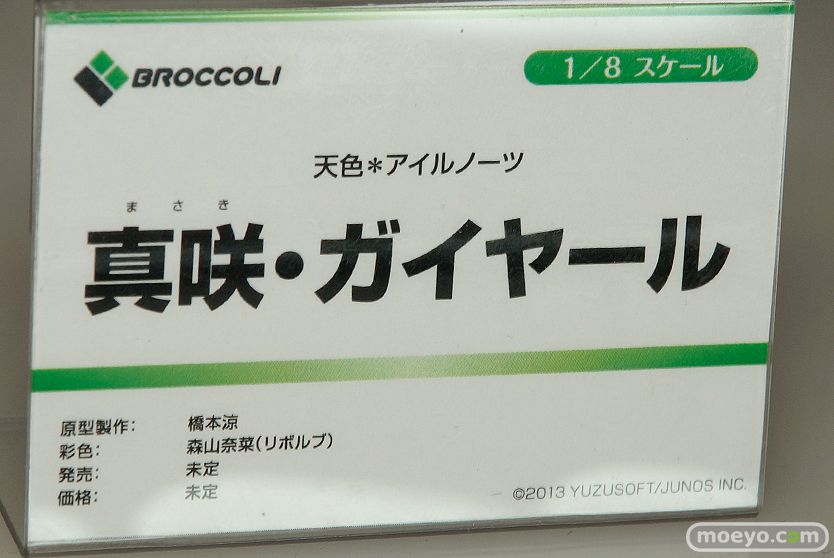 BROCCOLI
1/8 スケール
天色*アイルノーツ
まさき
真咲・ガイヤール
原型製作: 橋本涼
彩色: 森山奈菜(リボルブ)
発売: 未定
価格: 未定
©2013 YUZUSOFT/JUNOS INC.
moeyo.com